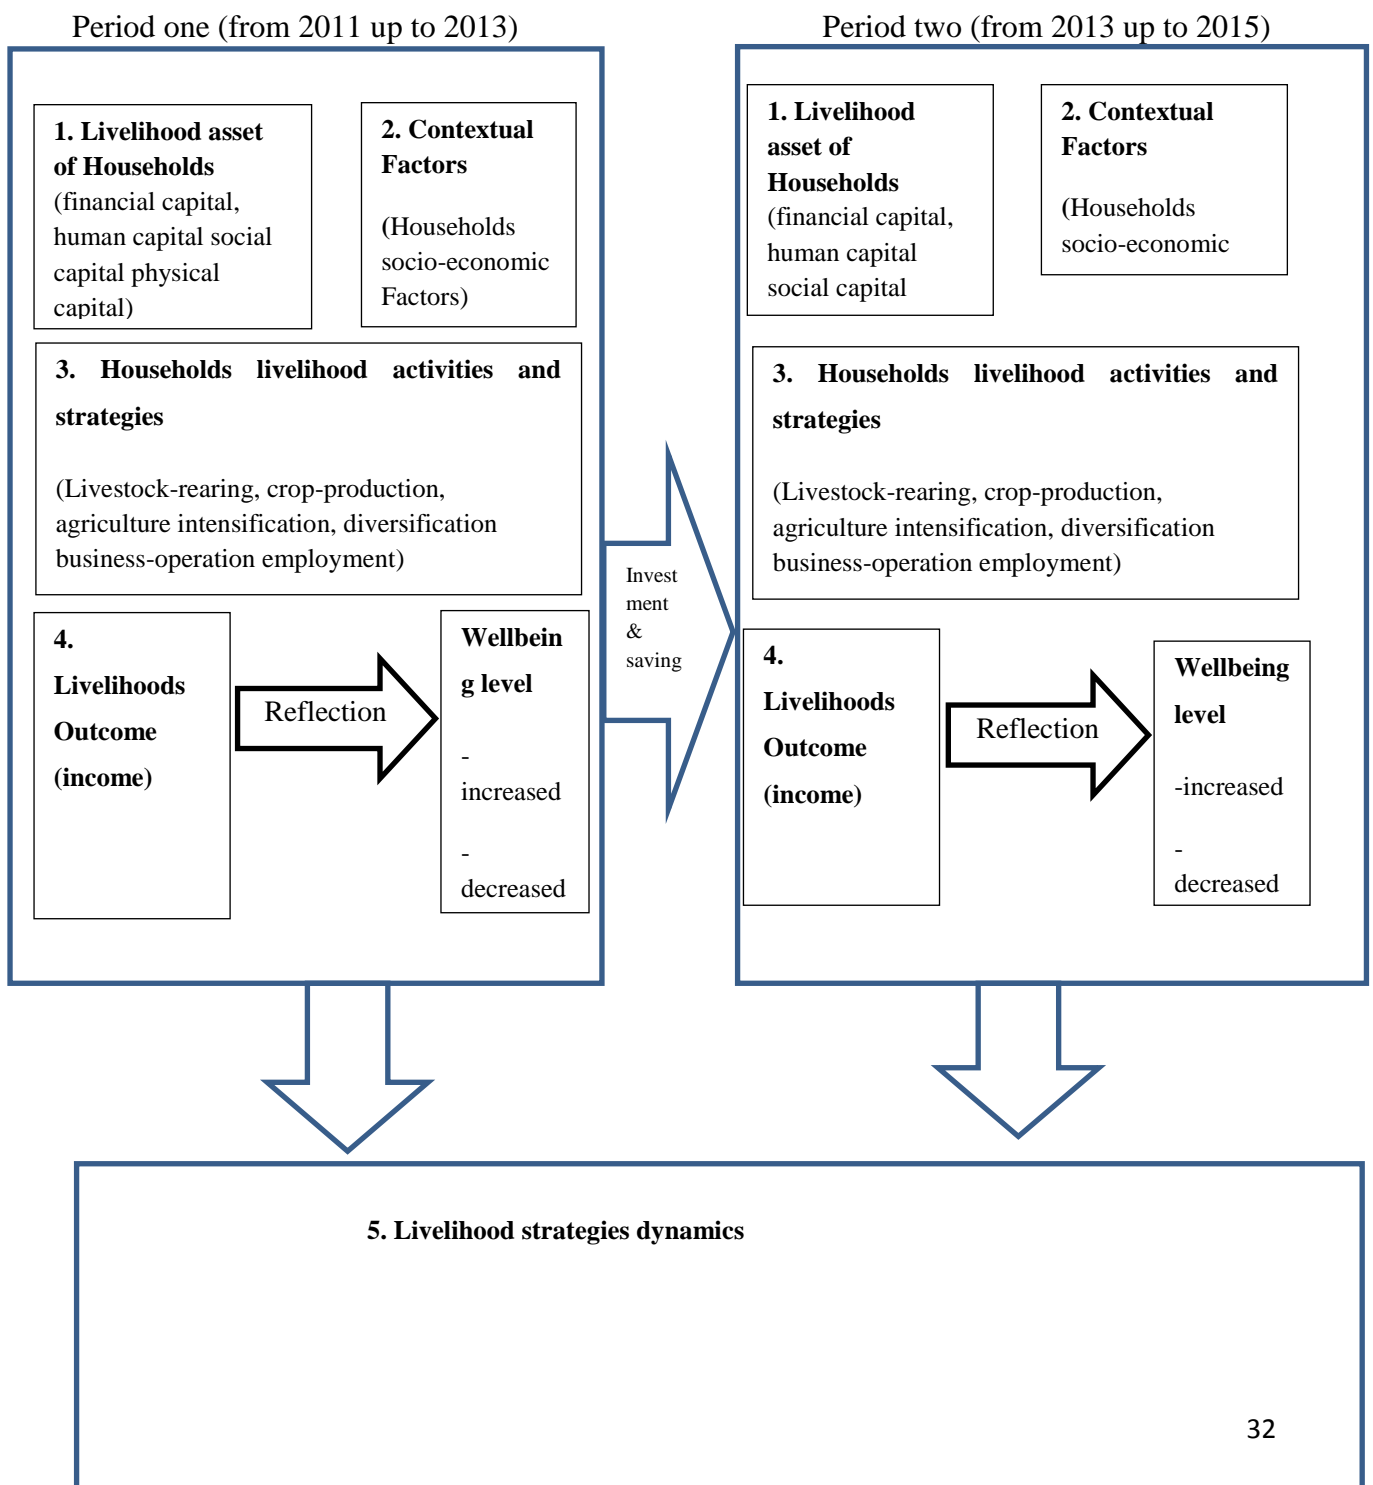 Period one (from 2011 up to 2013)
1. Livelihood asset
of Households
(financial capital,
human capital social
capital physical
capital)
2. Contextual
Factors
(Households
socio-economic
Factors)
3. Households livelihood activities and
strategies
(Livestock-rearing, crop-production,
agriculture intensification, diversification
business-operation employment)
4.
Livelihoods
Outcome
(income)
Reflection
Wellbein
g level
-
increased
-
decreased
Invest
ment
&
saving
Period two (from 2013 up to 2015)
1. Livelihood
asset of
Households
(financial capital,
human capital
social capital
2. Contextual
Factors
(Households
socio-economic
3. Households livelihood activities and
strategies
(Livestock-rearing, crop-production,
agriculture intensification, diversification
business-operation employment)
4.
Livelihoods
Outcome
(income)
Reflection
Wellbeing
level
-increased
-
decreased
5. Livelihood strategies dynamics
32